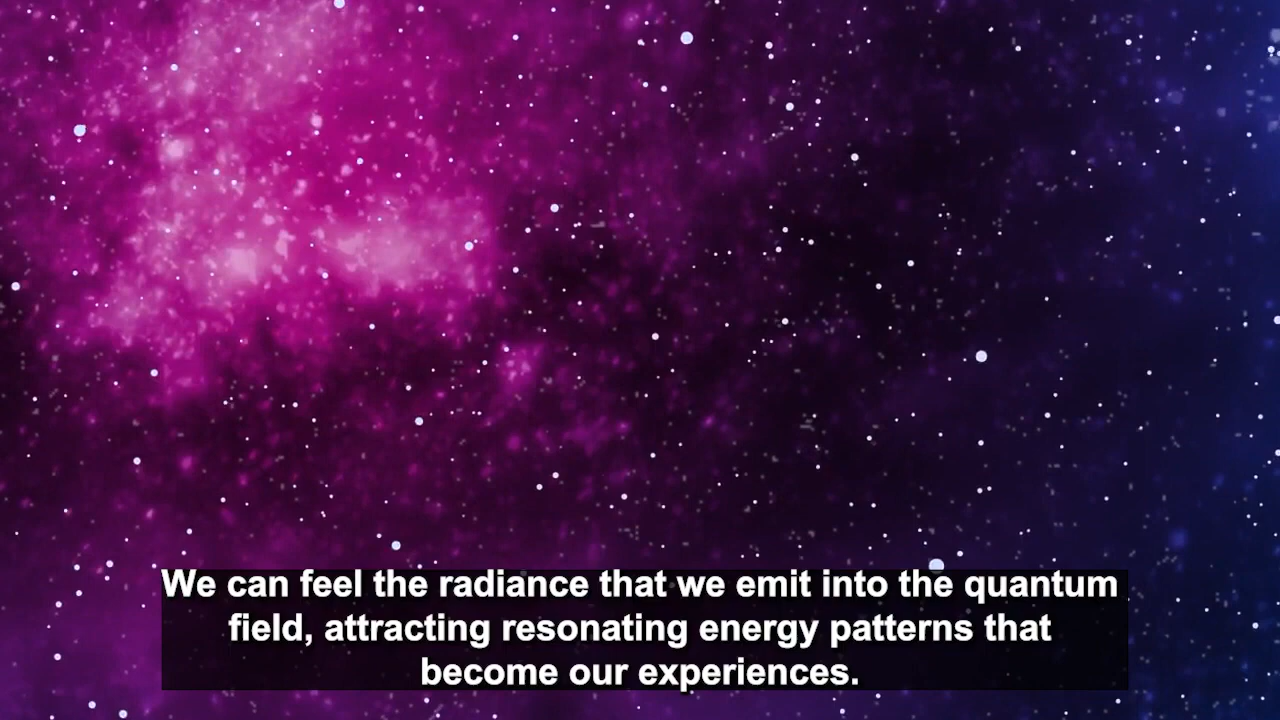 We can feel the radiance that we emit into the quantum
field, attracting resonating energy patterns that
become our experiences.